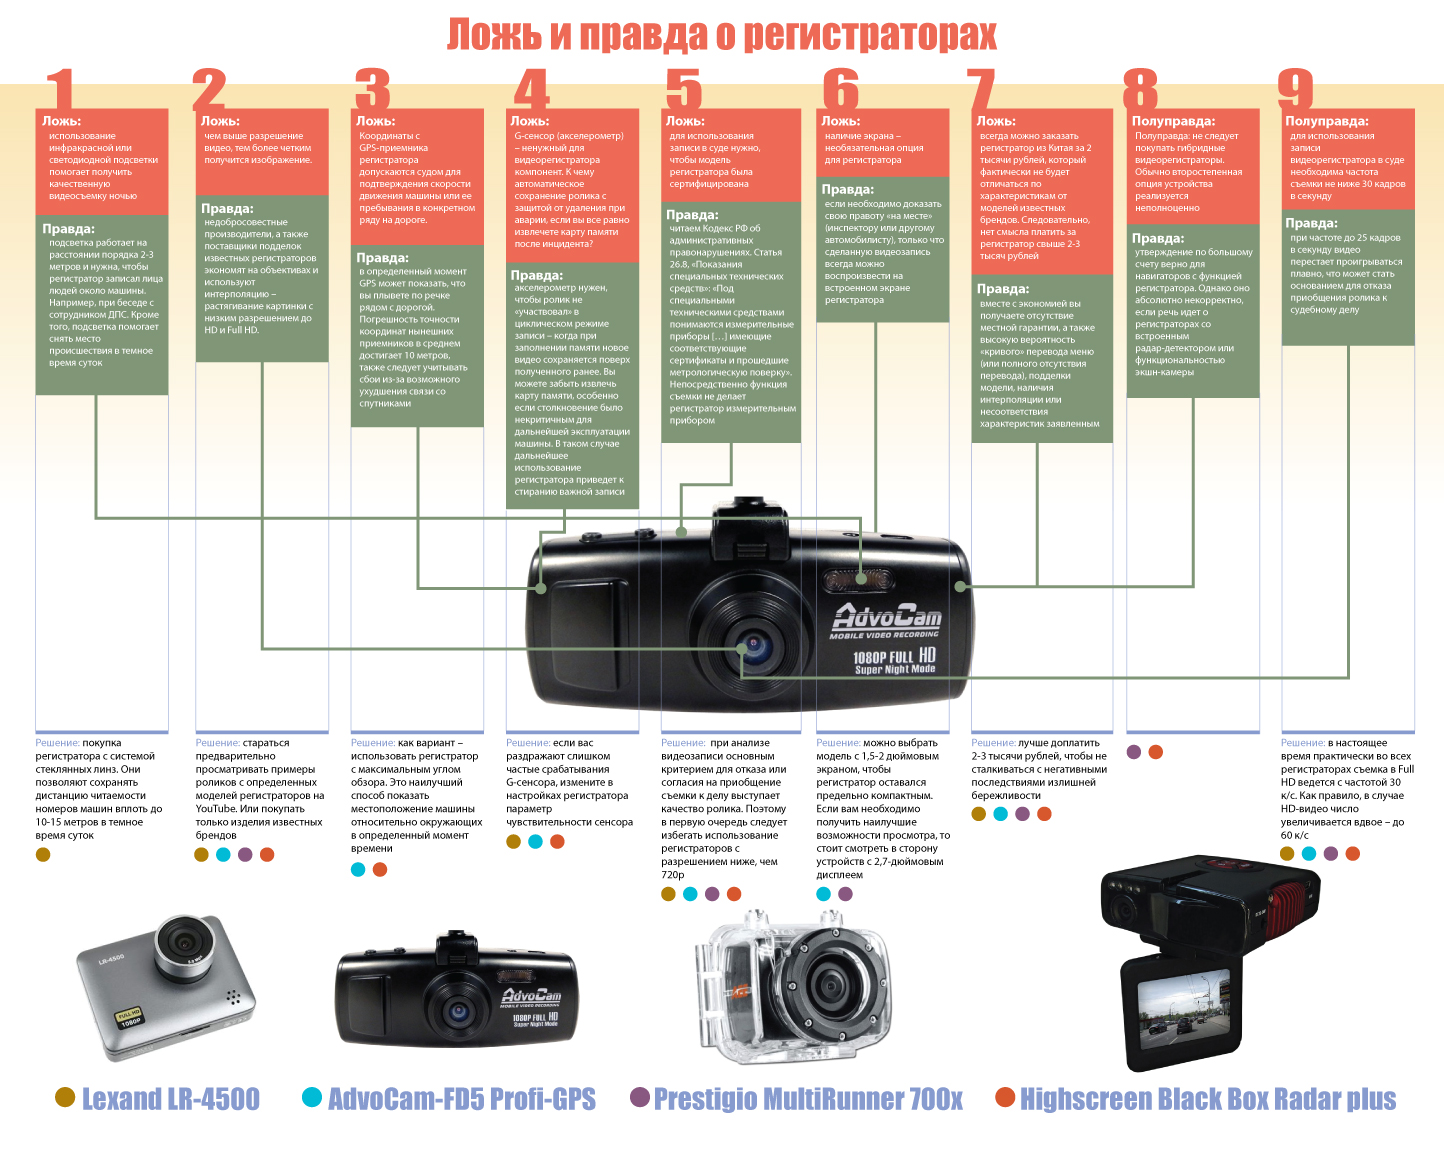 Ложь и правда о регистраторах
1
Ложь:
использование
инфракрасной или
светодиодной подсветки
помогает получить
качественную
видеосъемку ночью
Правда:
подсветка работает на
расстоянии порядка 2-3
метров и нужна, чтобы
регистратор записал лица
людей около машины.
Например, при беседе с
сотрудником ДПС. Кроме
того, подсветка помогает
снять место
происшествия в темное
время суток
Решение: покупка
регистратора с системой
стеклянных линз. Они
позволяют сохранять
дистанцию читаемости
номеров машин вплоть до
10-15 метров в темное
время суток
2
Ложь:
чем выше разрешение
видео, тем более четким
получится изображение.
Правда:
недобросовестные
производители, а также
поставщики подделок
известных регистраторов
экономят на объективах и
используют
интерполяцию –
растягивание картинки с
низким разрешением до
HD и Full HD.
Решение: стараться
предварительно
просматривать примеры
роликов с определенных
моделей регистраторов на
YouTube. Или покупать
только изделия известных
брендов
3
Ложь:
Координаты с
GPS-приемника
регистратора
допускаются судом для
подтверждения скорости
движения машины или ее
пребывания в конкретном
ряду на дороге.
Правда:
в определенный момент
GPS может показать, что
вы плывете по речке
рядом с дорогой.
Погрешность точности
координат нынешних
приемников в среднем
достигает 10 метров,
также следует учитывать
сбои из-за возможного
ухудшения связи со
спутниками
Решение: как вариант –
использовать регистратор
с максимальным углом
обзора. Это наилучший
способ показать
местоположение машины
относительно окружающих
в определенный момент
времени
4
Ложь:
G-сенсор (акселерометр)
– ненужный для
видеорегистратора
компонент. К чему
автоматическое
сохранение ролика с
защитой от удаления при
аварии, если вы все равно
извлечете карту памяти
после инцидента?
Правда:
акселерометр нужен,
чтобы ролик не
«участвовал» в
циклическом режиме
записи – когда при
заполнении памяти новое
видео сохраняется поверх
полученного ранее. Вы
можете забыть извлечь
карту памяти, особенно
если столкновение было
некритичным для
дальнейшей эксплуатации
машины. В таком случае
дальнейшее
использование
регистратора приведет к
стиранию важной записи
Решение: если вас
раздражают слишком
частые срабатывания
G-сенсора, измените в
настройках регистратора
параметр
чувствительности сенсора
5
Ложь:
для использования
записи в суде нужно,
чтобы модель
регистратора была
сертифицирована
Правда:
читаем Кодекс РФ об
административных
правонарушениях. Статья
26.8, «Показания
специальных технических
средств»: «Под
специальными
техническими средствами
понимаются измерительные
приборы […] имеющие
соответствующие
сертификаты и прошедшие
метрологическую поверку».
Непосредственно функция
съемки не делает
регистратор измерительным
прибором
Решение: при анализе
видеозаписи основным
критерием для отказа или
согласия на приобщение
съемки к делу выступает
качество ролика. Поэтому
в первую очередь следует
избегать использование
регистраторов с
разрешением ниже, чем
720p
6
Ложь:
наличие экрана –
необязательная опция
для регистратора
Правда:
если необходимо доказать
свою правоту «на месте»
(инспектору или другому
автомобилисту), только что
сделанную видеозапись
всегда можно
воспроизвести на
встроенном экране
регистратора
Решение: можно выбрать
модель с 1,5-2 дюймовым
экраном, чтобы
регистратор оставался
предельно компактным.
Если вам необходимо
получить наилучшие
возможности просмотра, то
стоит смотреть в сторону
устройств с 2,7-дюймовым
дисплеем
7
Ложь:
всегда можно заказать
регистратор из Китая за 2
тысячи рублей, который
фактически не будет
отличаться по
характеристикам от
моделей известных
брендов. Следовательно,
нет смысла платить за
регистратор свыше 2-3
тысяч рублей
Правда:
вместе с экономией вы
получаете отсутствие
местной гарантии, а также
высокую вероятность
«кривого» перевода меню
(или полного отсутствия
перевода), подделки
модели, наличия
интерполяции или
несоответствия
характеристик заявленным
Решение: лучше доплатить
2-3 тысячи рублей, чтобы не
сталкиваться с негативными
последствиями излишней
бережливости
8
Полуправда:
Полуправда: не следует
покупать гибридные
видеорегистраторы.
Обычно второстепенная
опция устройства
реализуется
неполноценно
Правда:
утверждение по большому
счету верно для
навигаторов с функцией
регистратора. Однако оно
абсолютно некорректно,
если речь идет о
регистраторах со
встроенным
радар-детектором или
функциональностью
экшн-камеры
9
Полуправда:
для использования
записи
видеорегистратора в суде
необходима частота
съемки не ниже 30 кадров
в секунду
Правда:
при частоте до 25 кадров
в секунду видео
перестает проигрываться
плавно, что может стать
основанием для отказа
приобщения ролика к
судебному делу
Решение: в настоящее
время практически во всех
регистраторах съемка в Full
HD ведется с частотой 30
к/с. Как правило, в случае
HD-видео число
увеличивается вдвое – до
60 к/с
AdvoCam
MOBILE VIDEO RECORDING
1080P FULL HD
Super Night Mode
LR-4500
FULL HD
1080P
AdvoCam
MOBILE VIDEO RECORDING
1080P FULL HD
Super Night Mode
Lexand LR-4500
AdvoCam-FD5 Profi-GPS
Prestigio MultiRunner 700x
Highscreen Black Box Radar plus